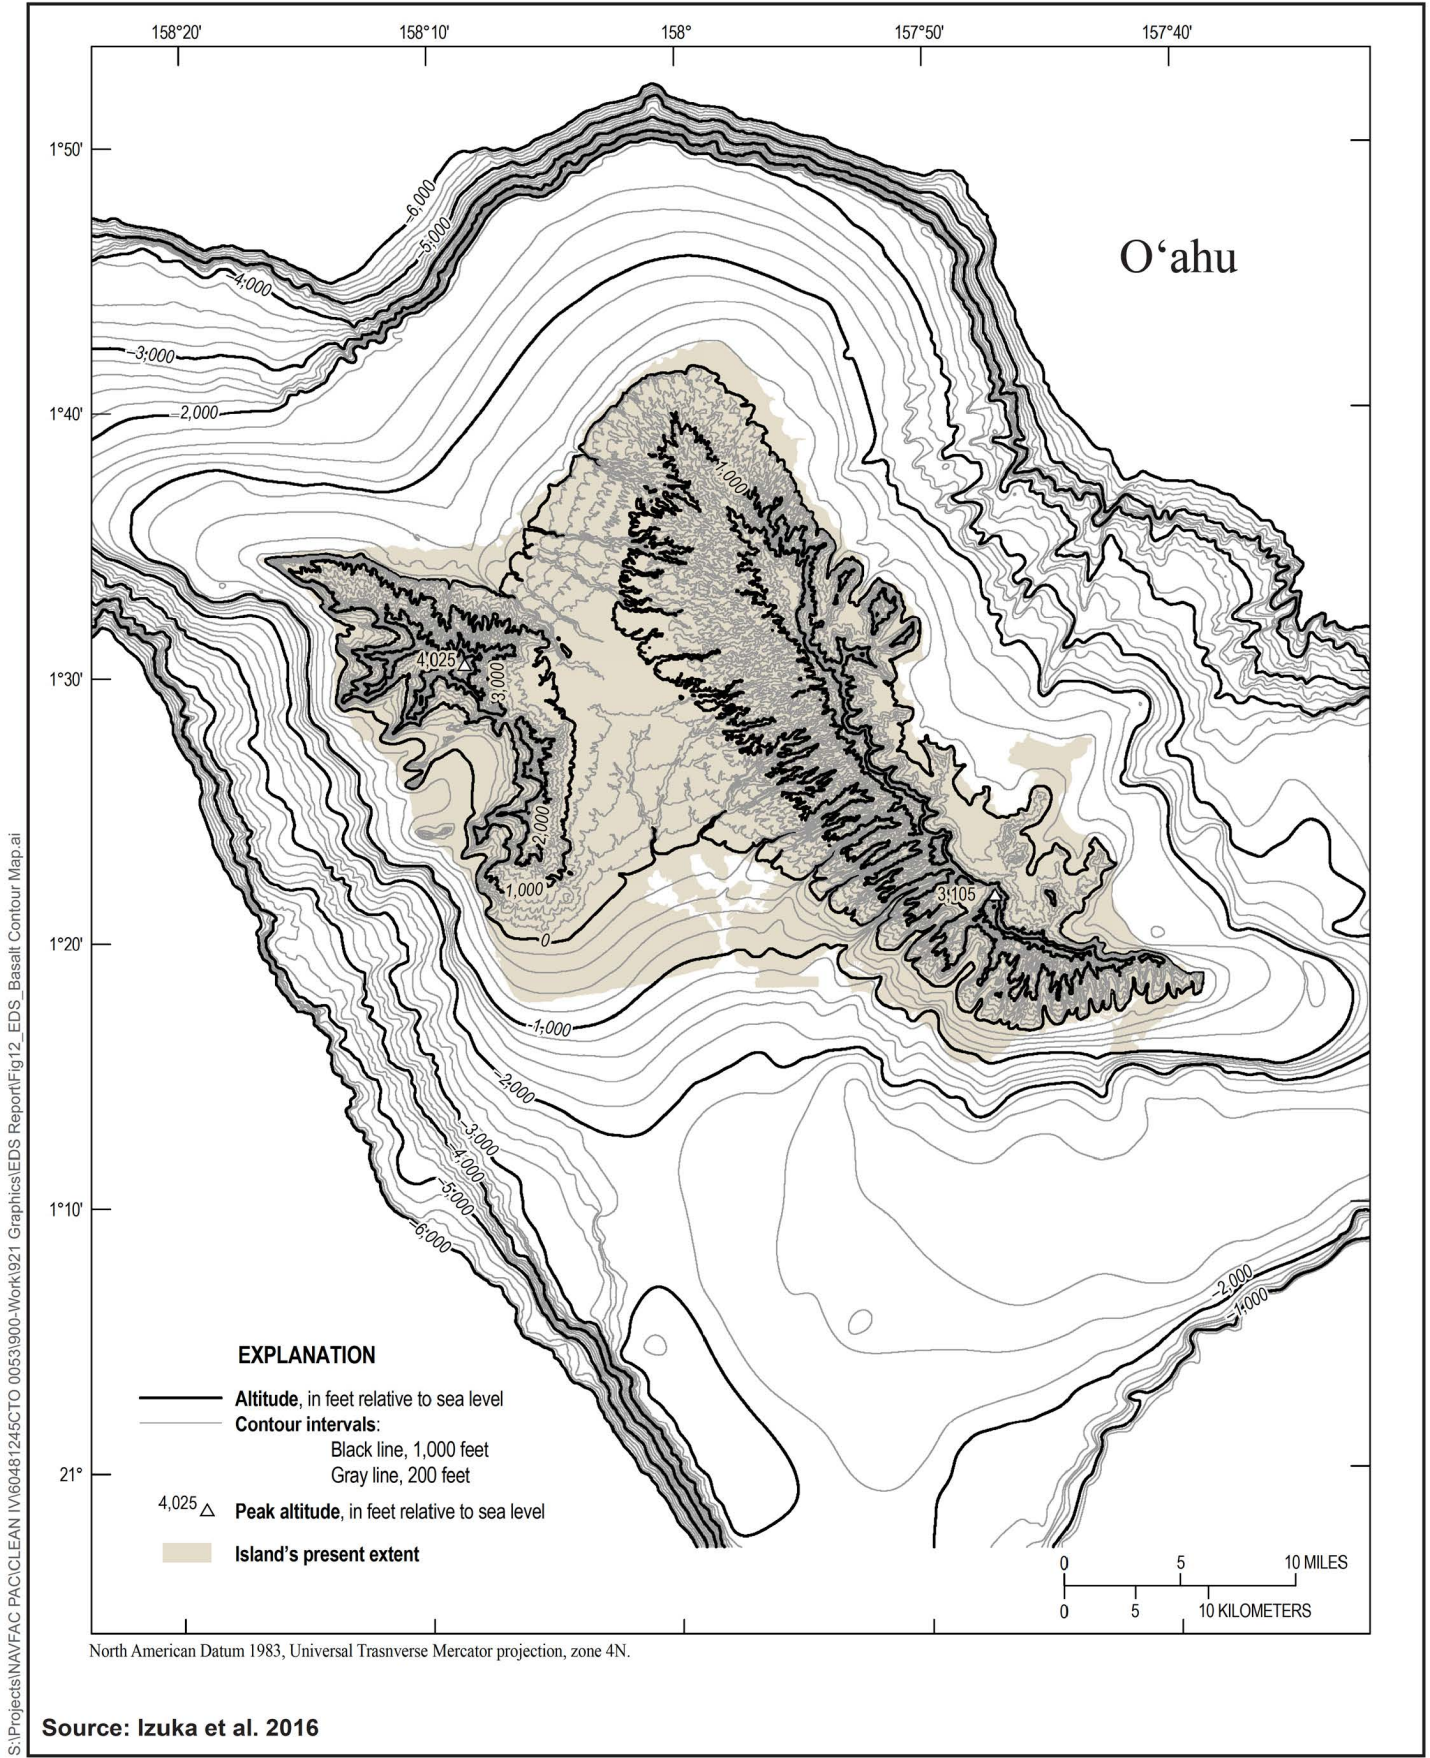 158°20' 158°10' 158° 157°50' 157°40'
1°50'
O‘ahu
–6,000
–5,000
–4,000
–3,000
–2,000
1°40'
1,000
4,025
3,000
1°30'
2,000
1,000
3,105
0
1°20'
–1,000
–2,000
–3,000
–4,000
–5,000
–6,000
1°10'
–2,000
–1,000
EXPLANATION
Altitude, in feet relative to sea level
Contour intervals:
Black line, 1,000 feet
Gray line, 200 feet
21°
4,025 Peak altitude, in feet relative to sea level
Island's present extent
0 5 10 MILES
0 5 10 KILOMETERS
North American Datum 1983, Universal Trasnverse Mercator projection, zone 4N.
Source: Izuka et al. 2016
S:\Projects\NAVFAC PAC\CLEAN IV\60481245CTO 0053\900-Work\921 Graphics\EDS Report\Fig12_EDS_Basalt Contour Map.ai